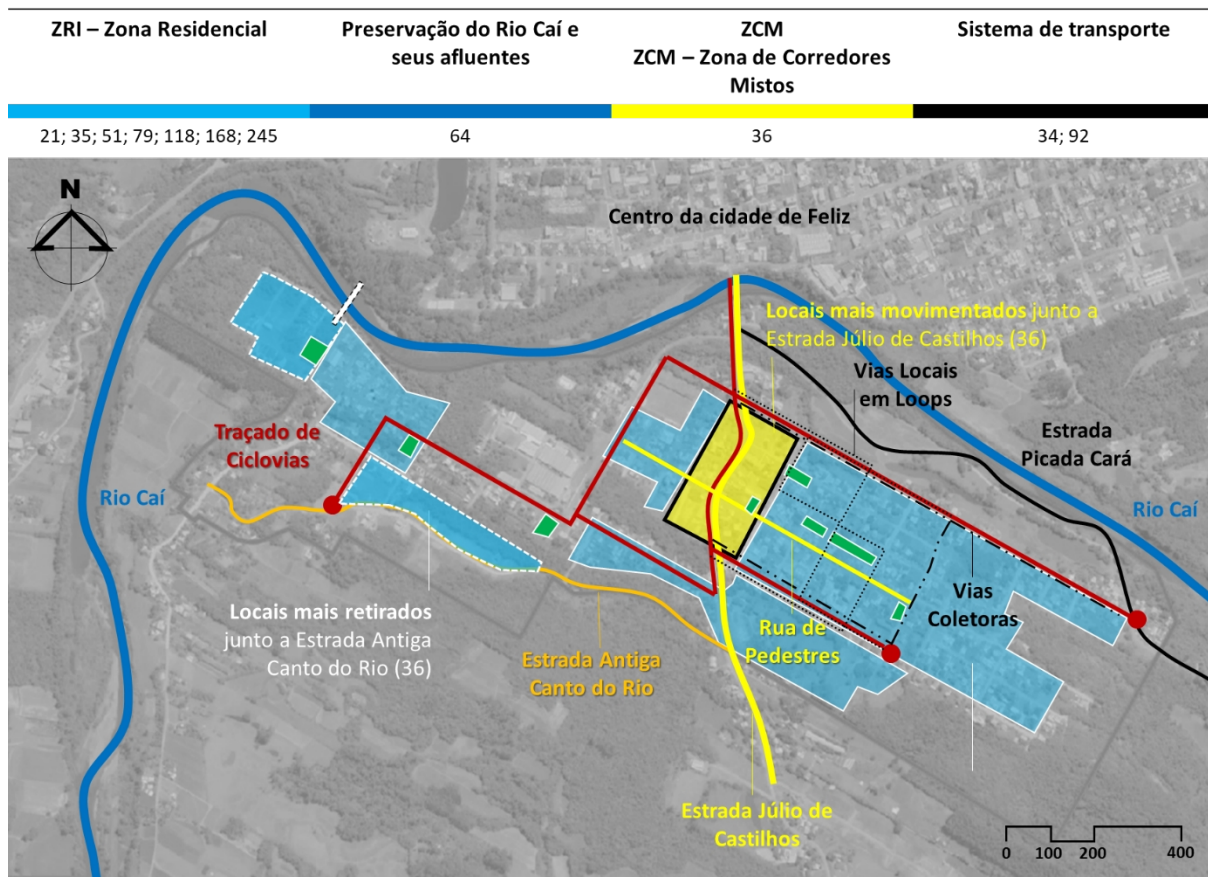 ZRI – Zona Residencial
Preservação do Rio Caí e
seus afluentes
ZCM
ZCM – Zona de Corredores
Mistos
Sistema de transporte
21; 35; 51; 79; 118; 168; 245
64
36
34; 92
N
Centro da cidade de Feliz
Locais mais movimentados junto a
Estrada Júlio de Castilhos (36)
Vias Locais
em Loops
Estrada
Picada Cará
Traçado de
Ciclovias
Rio Caí
Rio Caí
Locais mais retirados
junto a Estrada Antiga
Canto do Rio (36)
Estrada Antiga
Canto do Rio
Rua de
Pedestres
Vias
Coletoras
Estrada Júlio de
Castilhos
0 100 200 400